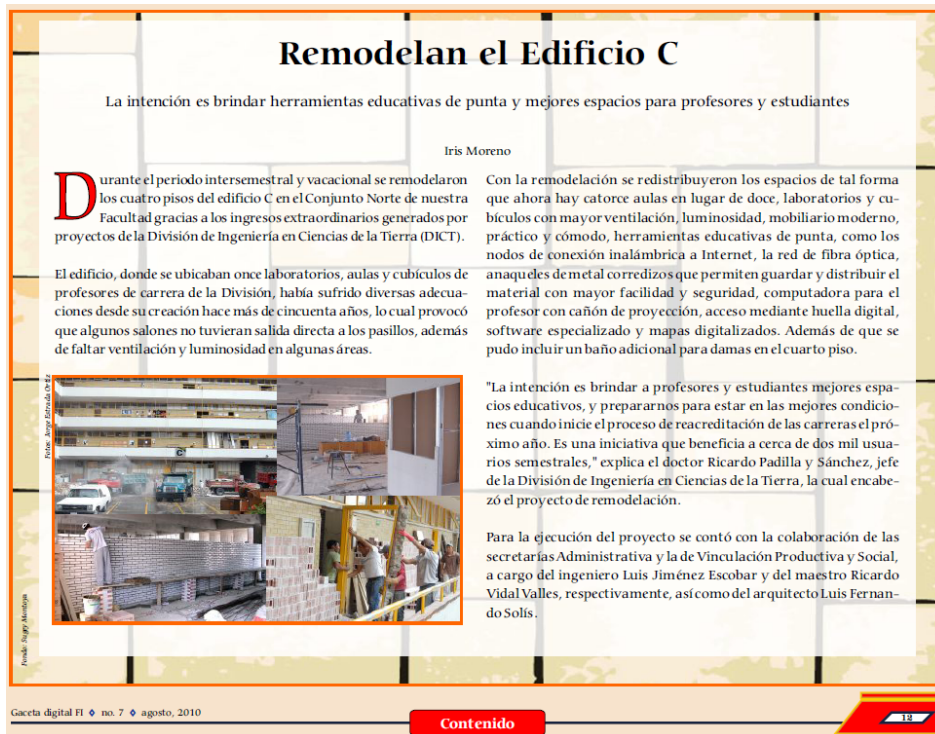 Remodelan el Edificio C
La intención es brindar herramientas educativas de punta y mejores espacios para profesores y estudiantes
Iris Moreno
Durante el periodo intersemestral y vacacional se remodelaron
los cuatro pisos del edificio C en el Conjunto Norte de nuestra
Facultad gracias a los ingresos extraordinarios generados por
proyectos de la División de Ingeniería en Ciencias de la Tierra (DICT).
El edificio, donde se ubicaban once laboratorios, aulas y cubículos de
profesores de carrera de la División, había sufrido diversas adecua-
ciones desde su creación hace más de cincuenta años, lo cual provocó
que algunos salones no tuvieran salida directa a los pasillos, además
de faltar ventilación y luminosidad en algunas áreas.
Fotos: Jorge Estrada Ortiz
C
Fondo: Sugey Montoya
Con la remodelación se redistribuyeron los espacios de tal forma
que ahora hay catorce aulas en lugar de doce, laboratorios y cu-
bículos con mayor ventilación, luminosidad, mobiliario moderno,
práctico y cómodo, herramientas educativas de punta, como los
nodos de conexión inalámbrica a Internet, la red de fibra óptica,
anaqueles de metal corredizos que permiten guardar y distribuir el
material con mayor facilidad y seguridad, computadora para el
profesor con cañón de proyección, acceso mediante huella digital,
software especializado y mapas digitalizados. Además de que se
pudo incluir un baño adicional para damas en el cuarto piso.
"La intención es brindar a profesores y estudiantes mejores espa-
cios educativos, y prepararnos para estar en las mejores condicio-
nes cuando inicie el proceso de reacreditación de las carreras el pró-
ximo año. Es una iniciativa que beneficia a cerca de dos mil usua-
rios semestrales," explica el doctor Ricardo Padilla y Sánchez, jefe
de la División de Ingeniería en Ciencias de la Tierra, la cual encabe-
zó el proyecto de remodelación.
Para la ejecución del proyecto se contó con la colaboración de las
secretarías Administrativa y la de Vinculación Productiva y Social,
a cargo del ingeniero Luis Jiménez Escobar y del maestro Ricardo
Vidal Valles, respectivamente, así como del arquitecto Luis Fernan-
do Solís.
Gaceta digital FI ❖ no. 7 ❖ agosto, 2010
Contenido
12